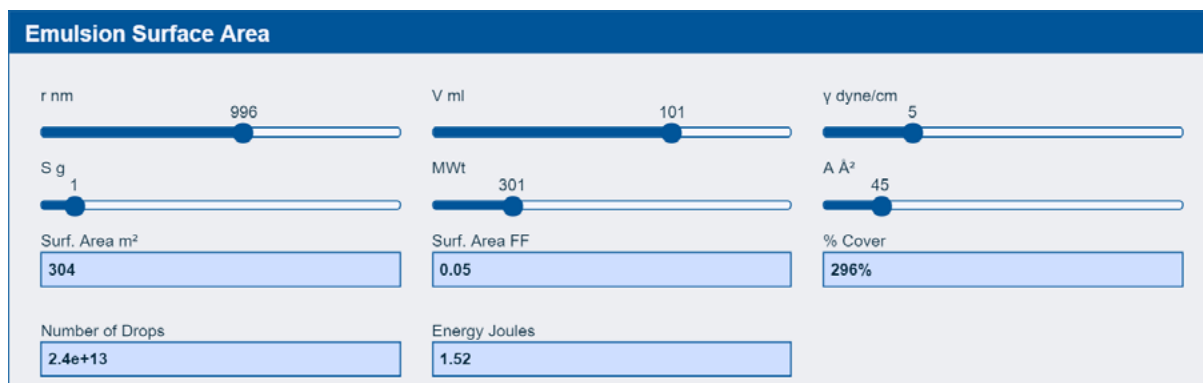 Emulsion Surface Area
r nm
996
V ml
101
γ dyne/cm
5
S g
1
MWt
301
A Å²
45
Surf. Area m²
304
Surf. Area FF
0.05
% Cover
296%
Number of Drops
2.4e+13
Energy Joules
1.52